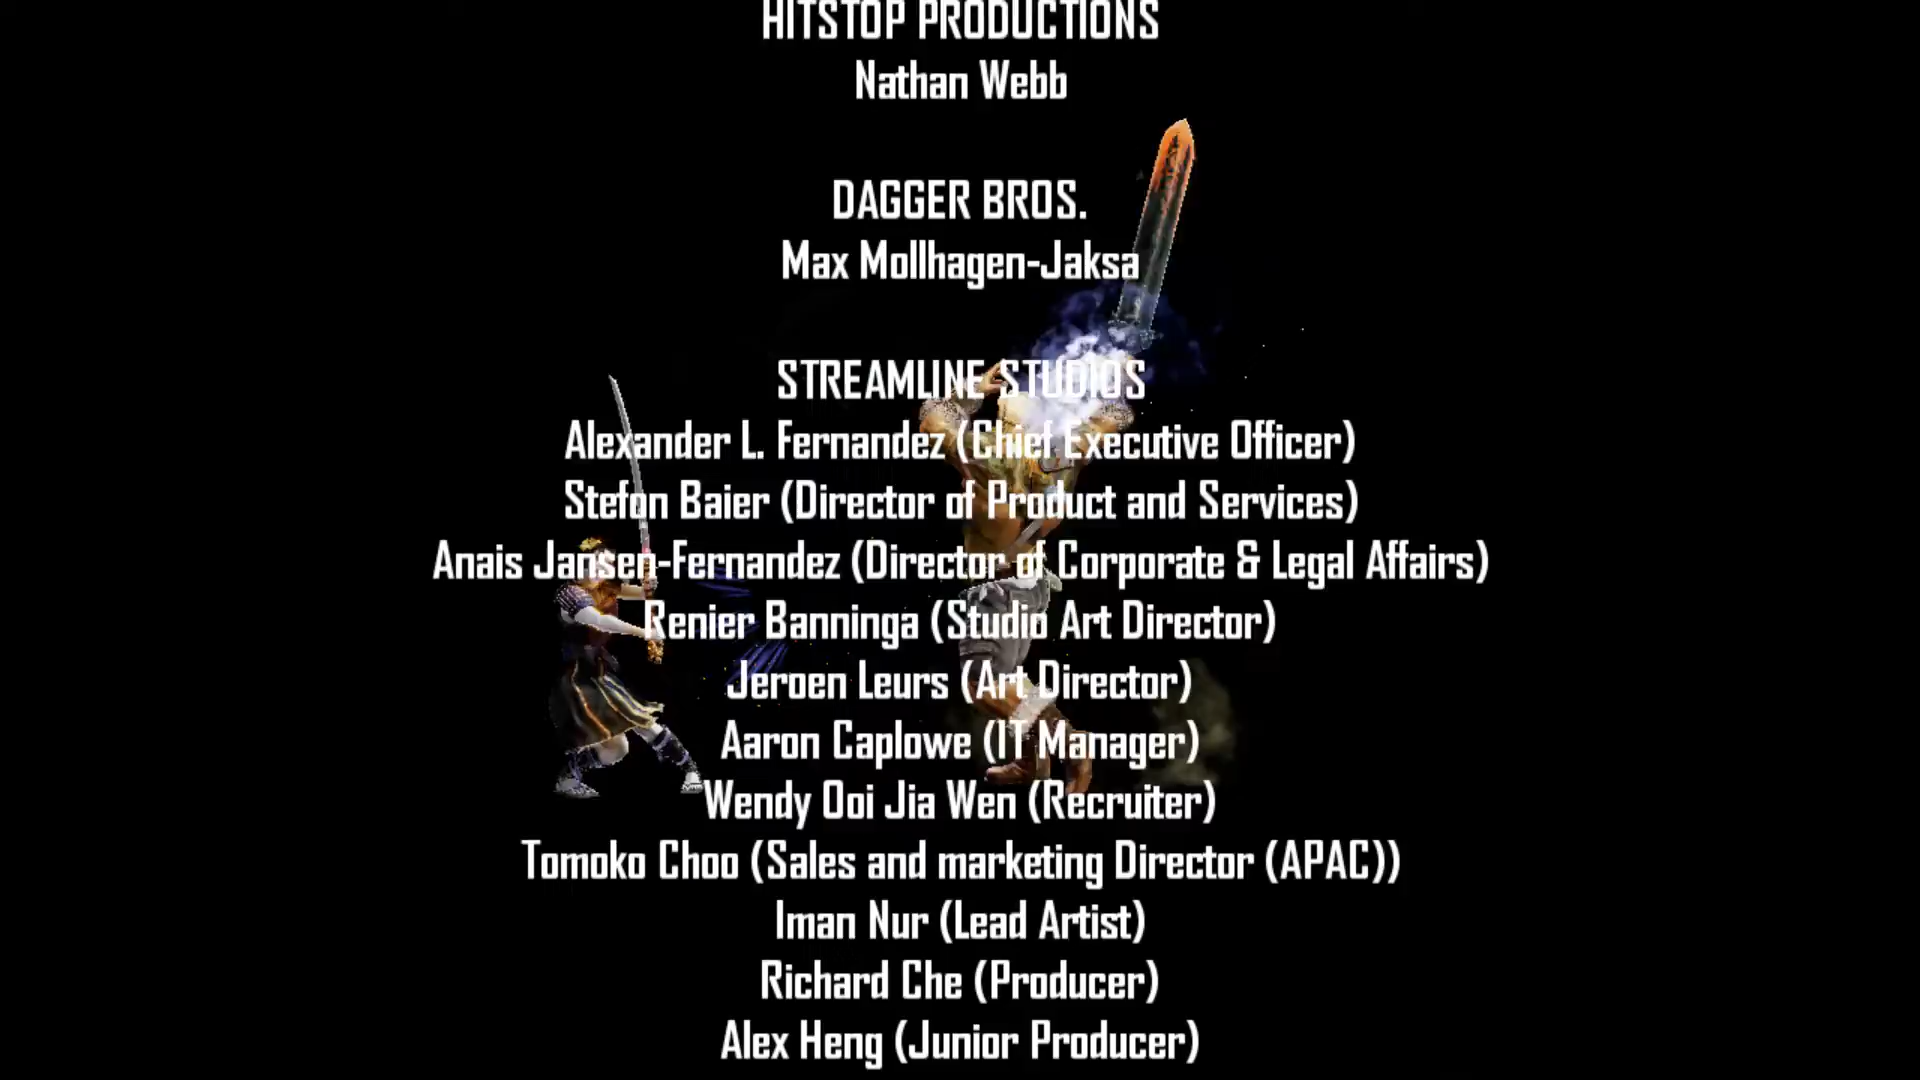 HITSTOP PRODUCTIONS
Nathan Webb
DAGGER BROS.
Max Mollhagen-Jaksa
STREAMLINE STUDIOS
Alexander L. Fernandez (Chief Executive Officer)
Stefan Baier (Director of Product and Services)
Anais Jansen-Fernandez (Director of Corporate & Legal Affairs)
Renier Banninga (Studio Art Director)
Jeroen Leurs (Art Director)
Aaron Caplowe (IT Manager)
Wendy Ooi Jia Wen (Recruiter)
Tomoko Choo (Sales and marketing Director (APAC))
Iman Nur (Lead Artist)
Richard Che (Producer)
Alex Heng (Junior Producer)